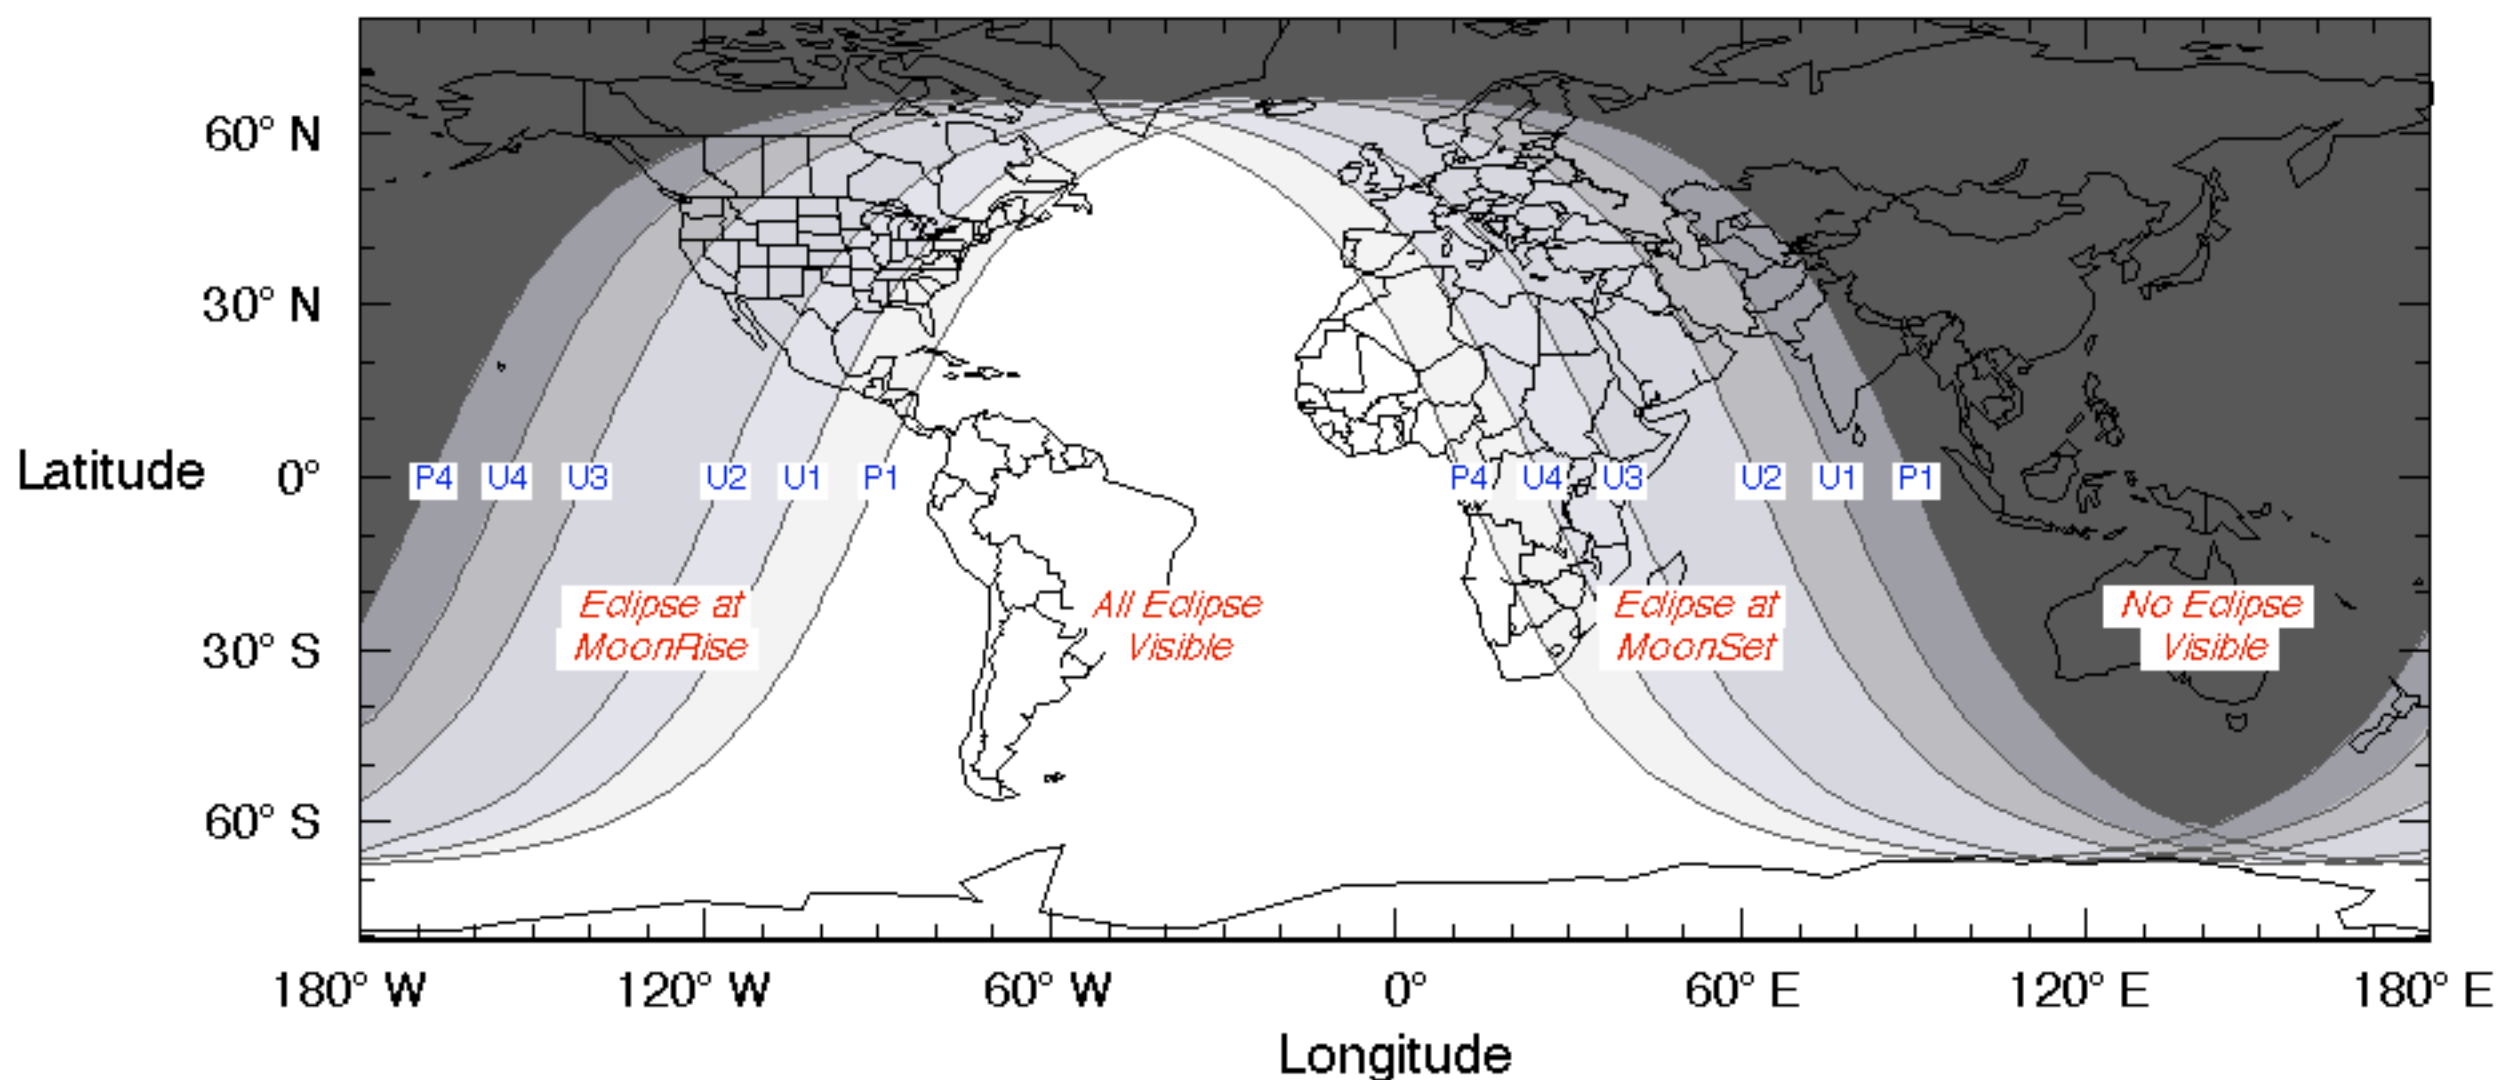 60° N
30° N
Latitude
0°
P4
U4
U3
U2
U1
P1
P4
U4
U3
U2
U1
P1
Eclipse at
MoonRise
All Eclipse
Visible
Eclipse at
MoonSet
No Eclipse
Visible
30° S
60° S
180° W
120° W
60° W
0°
60° E
120° E
180° E
Longitude